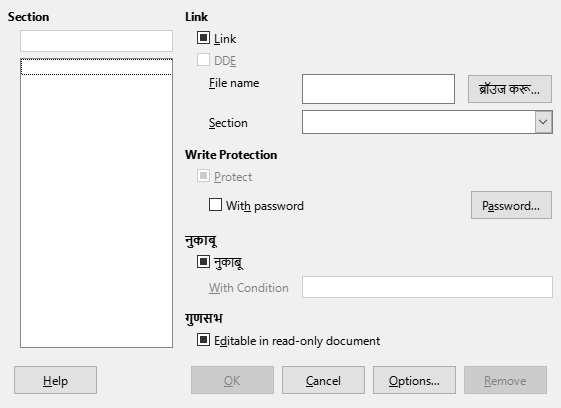 Section
Link
Link
DDE
File name
ब्रॉउज करू...
Section
Write Protection
Protect
With password
Password...
नुकाबू
नुकाबू
With Condition
गुणसभ
Editable in read-only document
Help
OK
Cancel
Options...
Remove